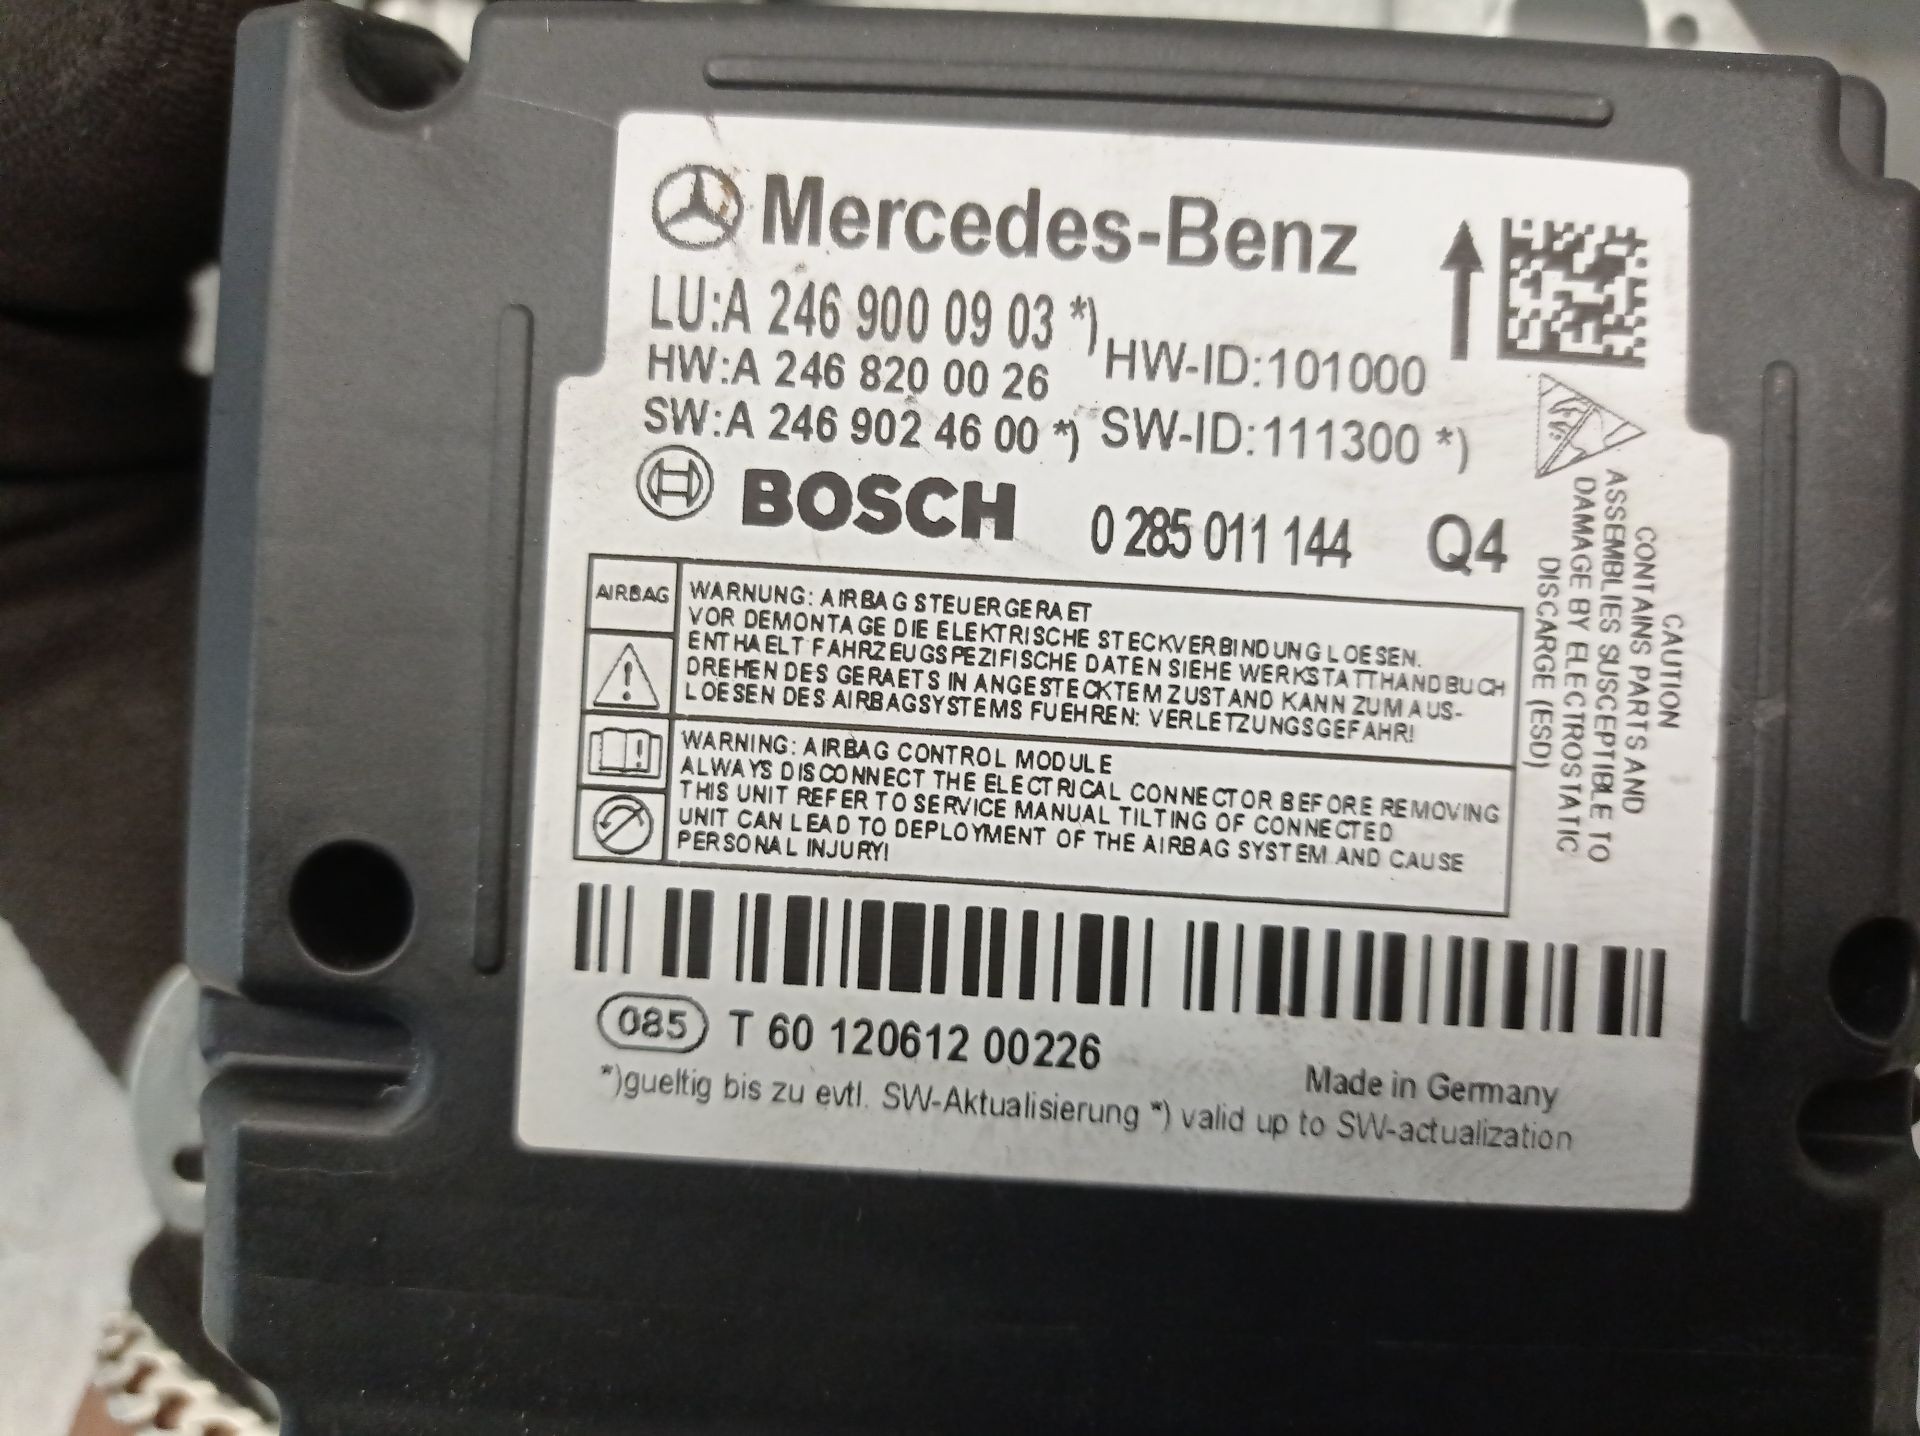 Mercedes-Benz
LU:A 246 900 09 03 *)
HW:A 246 820 00 26
HW-ID:101000
SW:A 246 902 46 00 *) SW-ID:111300 *)
BOSCH 0 285 011 144 Q4
AIRBAG
WARNUNG: AIRBAG STEUERGERAET
VOR DEMONTAGE DIE ELEKTRISCHE STECKVERBINDUNG LOESEN.
ENTHAELT FAHRZEUGSPEZIFISCHE DATEN SIEHE WERKSTATTHANDBUCH
DREHEN DES GERAETS IN ANGESTECKTEM ZUSTAND KANN ZUM AUS-
LOESEN DES AIRBAGSYSTEMS FUEHREN: VERLETZUNGSGEFAHR!
WARNING: AIRBAG CONTROL MODULE
ALWAYS DISCONNECT THE ELECTRICAL CONNECTOR BEFORE REMOVING
THIS UNIT REFER TO SERVICE MANUAL TILTING OF CONNECTED
UNIT CAN LEAD TO DEPLOYMENT OF THE AIRBAG SYSTEM AND CAUSE
PERSONAL INJURY!
CAUTION
CONTAINS PARTS AND
ASSEMBLIES SUSCEPTIBLE TO
DAMAGE BY ELECTROSTATIC
DISCARGE (ESD)
085 T 60 120612 00226
Made in Germany
*)gueltig bis zu evtl. SW-Aktualisierung *) valid up to SW-actualization